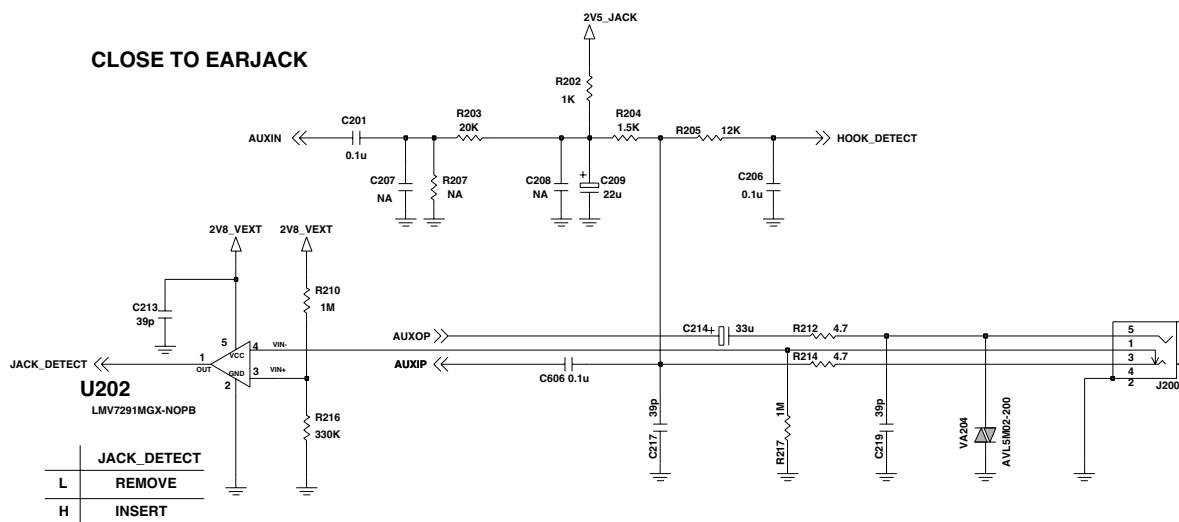 2V5_JACK
CLOSE TO EARJACK
R202
1K
C201
R203
20K
R204
1.5K
R205
12K
AUXIN
HOOK_DETECT
0.1u
C207
NA
R207
NA
C208
NA
+
C209
22u
C206
0.1u
2V8_VEXT
2V8_VEXT
R210
1M
C213
39p
AUXOP
C214
+
33u
R212
4.7
5
VCC
4
VIN-
5
1
JACK_DETECT
1
OUT
AUXIP
R214
4.7
3
GND
3
VIN+
C606 0.1u
4
2
2
J200
U202
LMV7291MGX-NOPB
R216
330K
39p
C217
1M
R217
39p
C219
VA204
AVL5M02-200
JACK_DETECT
L REMOVE
H INSERT